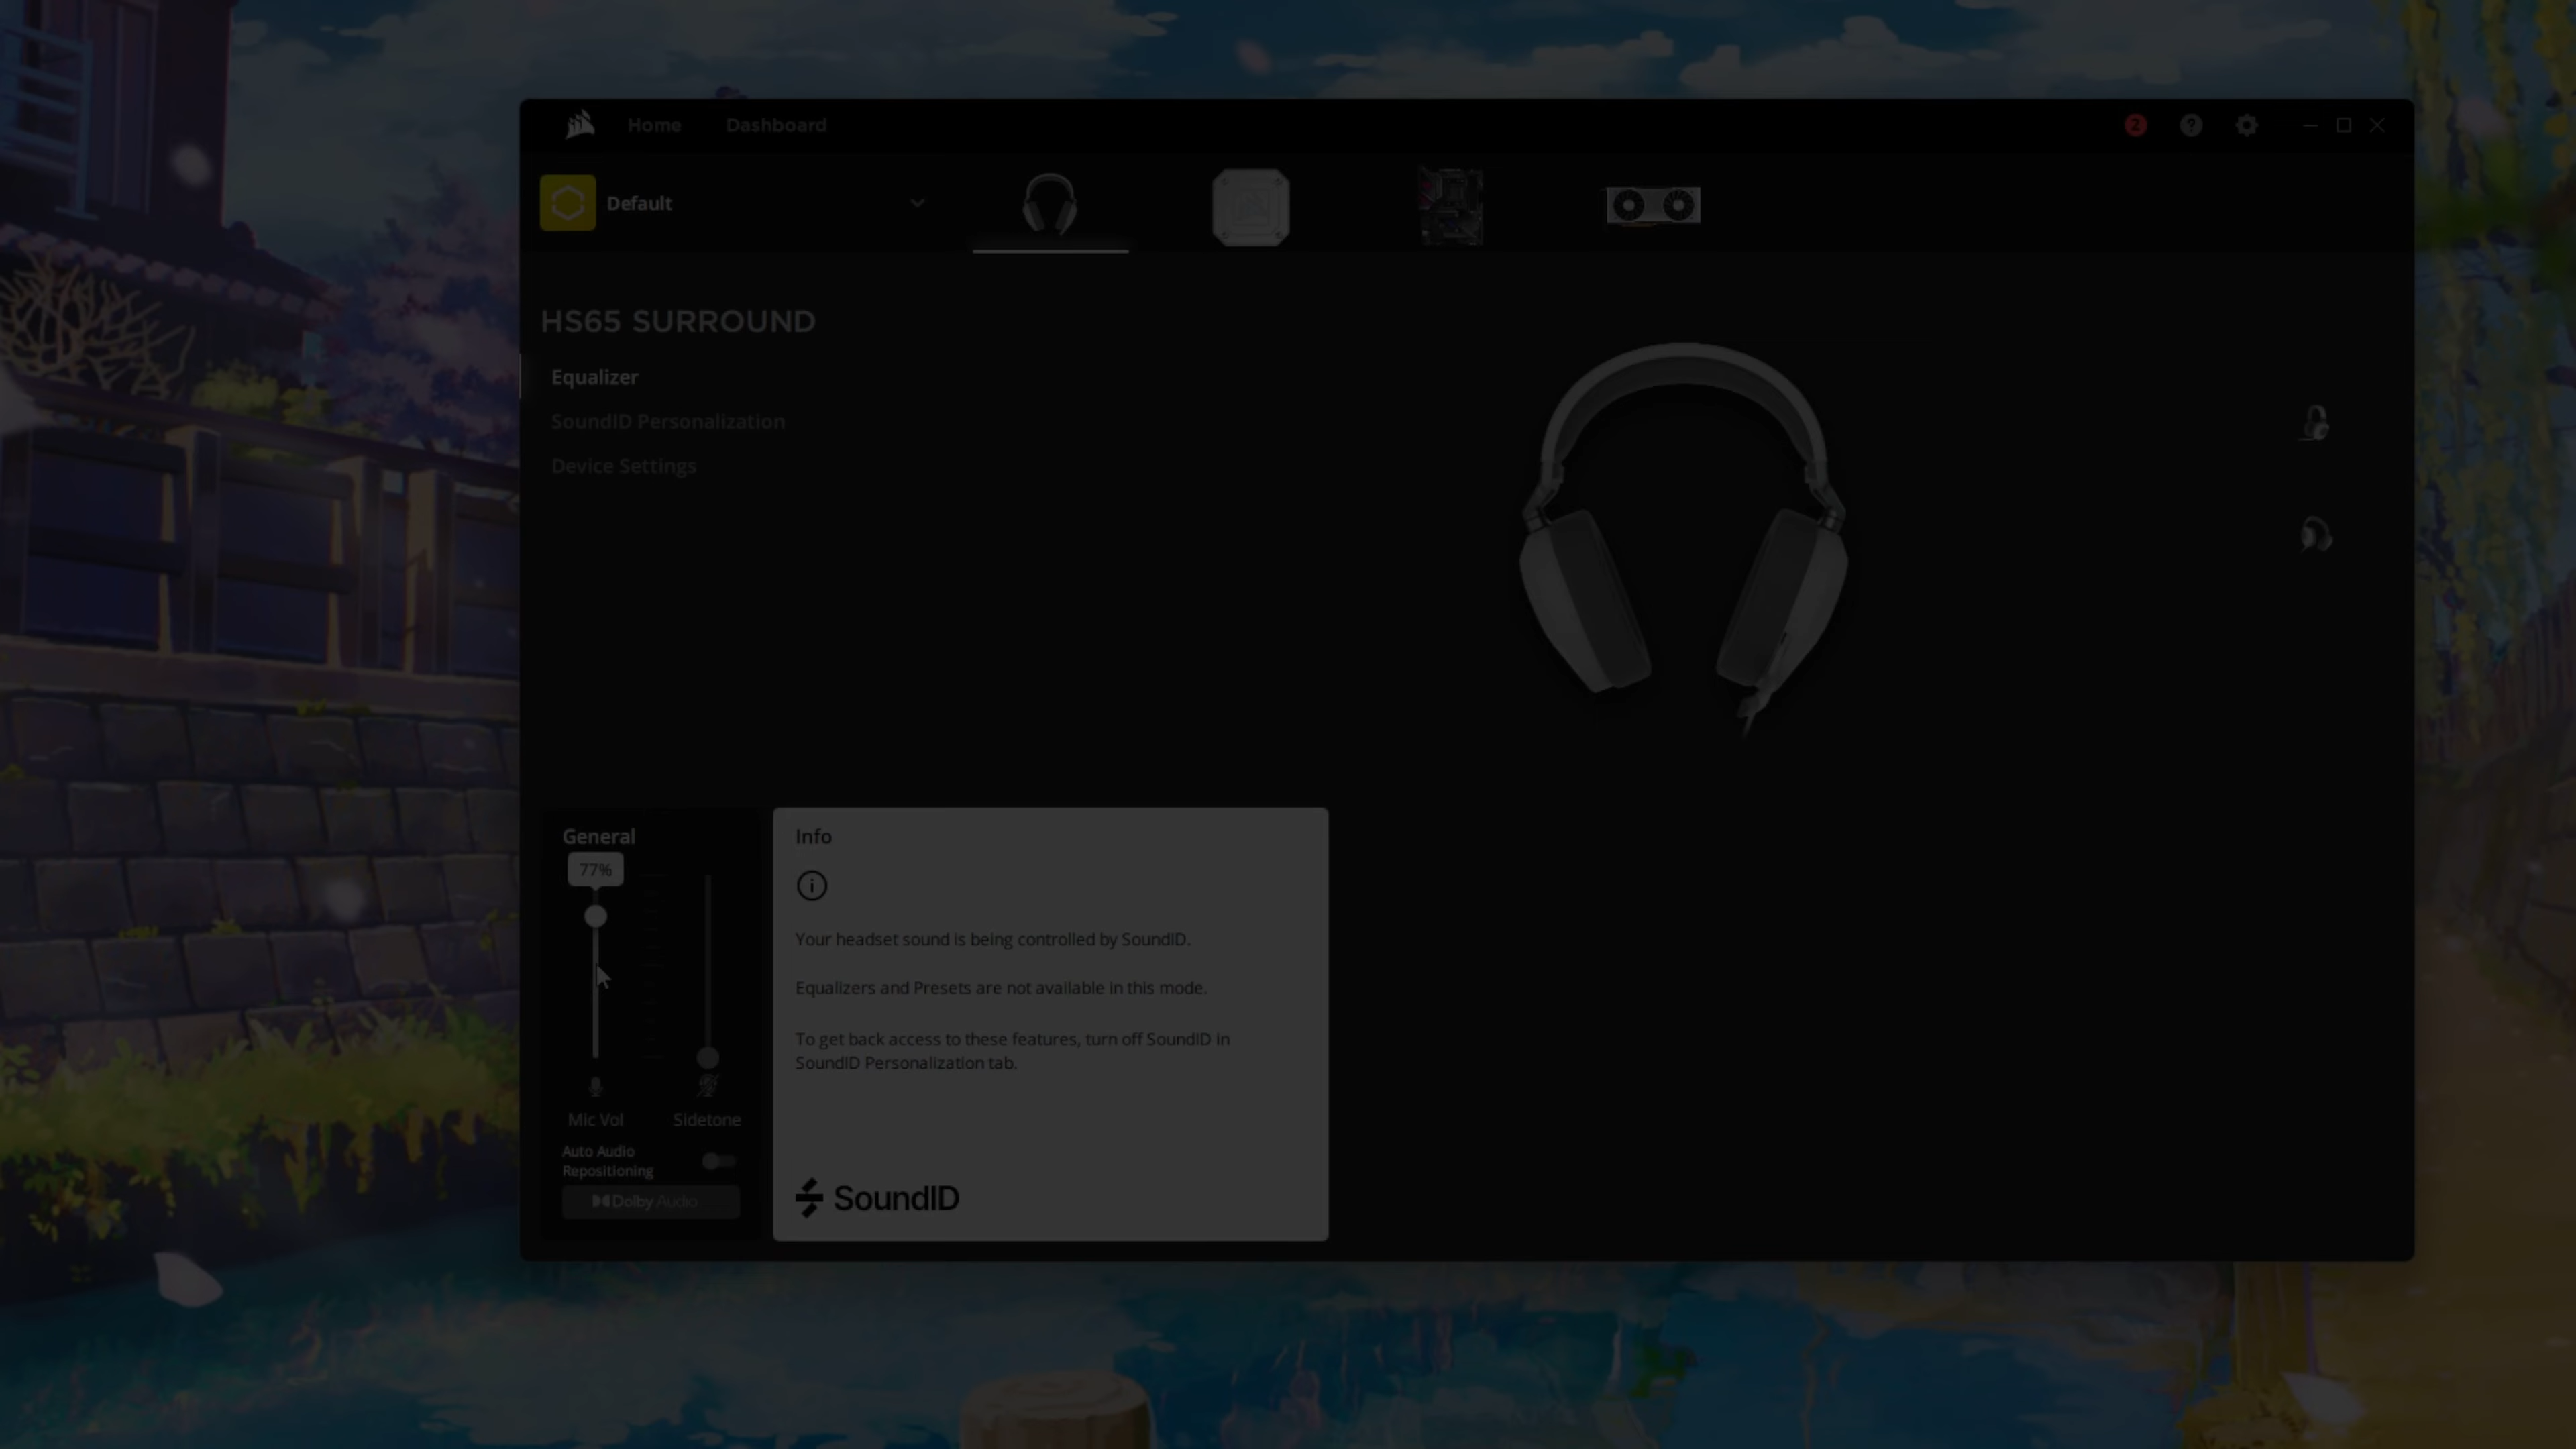 Home
Dashboard
2
Default
HS65 SURROUND
Equalizer
SoundID Personalization
Device Settings
General
77%
Mic Vol
Sidetone
Auto Audio
Repositioning
Dolby Audio
Info
Your headset sound is being controlled by SoundID.
Equalizers and Presets are not available in this mode.
To get back access to these features, turn off SoundID in
SoundID Personalization tab.
SoundID